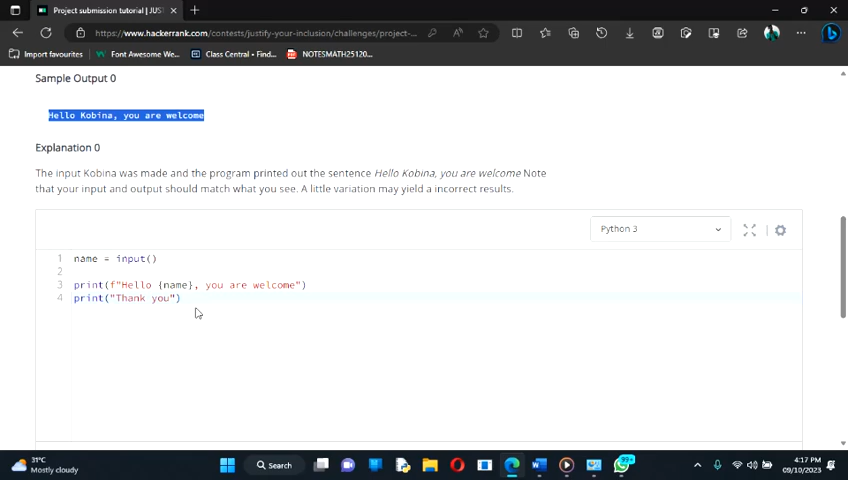 Project submission tutorial | JUS
https://www.hackerrank.com/contests/justify-your-inclusion/challenges/project-...
Import favourites
Font Awesome We...
Class Central • Find...
NOTESMATH25120...
Sample Output 0
Hello Kobina, you are welcome
Explanation 0
The input Kobina was made and the program printed out the sentence Hello Kobina, you are welcome Note
that your input and output should match what you see. A little variation may yield a incorrect results.
Python 3
1 name = input()
2
3 print(f"Hello {name}, you are welcome")
4 print("Thank you")
31°C
Mostly cloudy
Search
99+
4:17 PM
09/10/2023